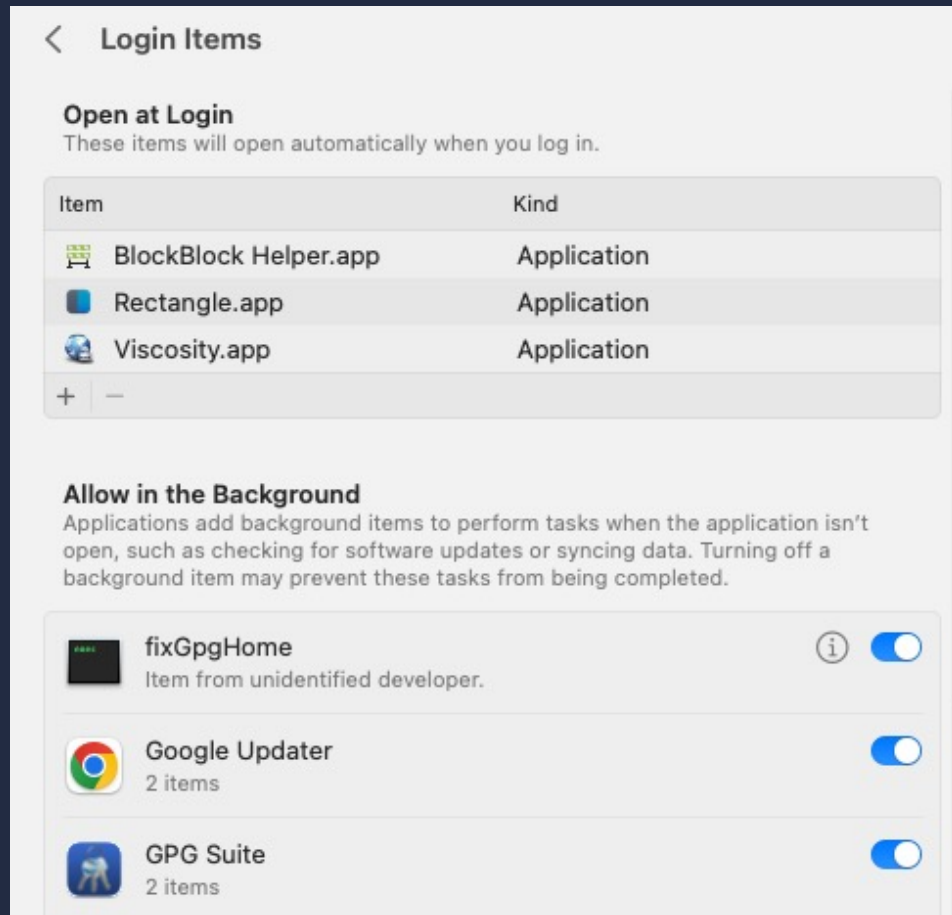 Login Items
Open at Login
These items will open automatically when you log in.
Item Kind
BlockBlock Helper.app Application
Rectangle.app Application
Viscosity.app Application
Allow in the Background
Applications add background items to perform tasks when the application isn't
open, such as checking for software updates or syncing data. Turning off a
background item may prevent these tasks from being completed.
fixGpgHome
Item from unidentified developer.
Google Updater
2 items
GPG Suite
2 items